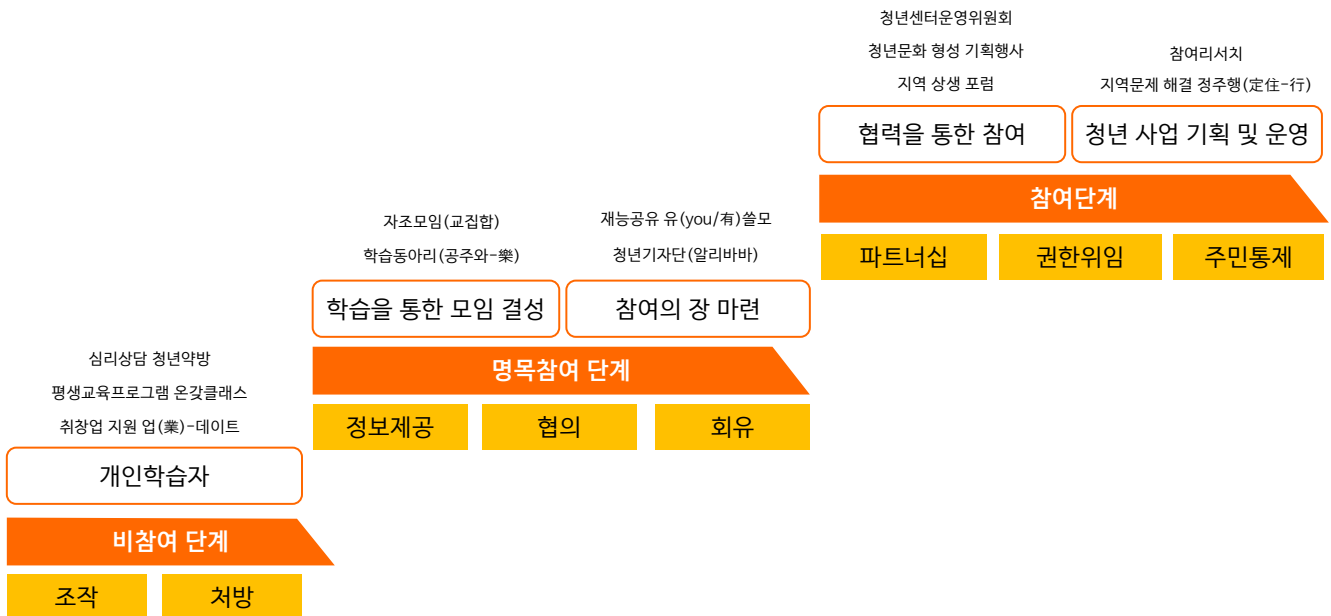 청년센터운영위원회
청년문화 형성 기획행사
지역 상생 포럼
참여리서치
지역문제 해결 정주행(定住-行)
협력을 통한 참여
청년 사업 기획 및 운영
참여단계
파트너십
권한위임
주민통제
자조모임(교집합)
학습동아리(공주와-樂)
재능공유 유(you/有)쓸모
청년기자단(알리바바)
학습을 통한 모임 결성
참여의 장 마련
명목참여 단계
정보제공
협의
회유
심리상담 청년약방
평생교육프로그램 온갖클래스
취창업 지원 업(業)-데이트
개인학습자
비참여 단계
조작
처방